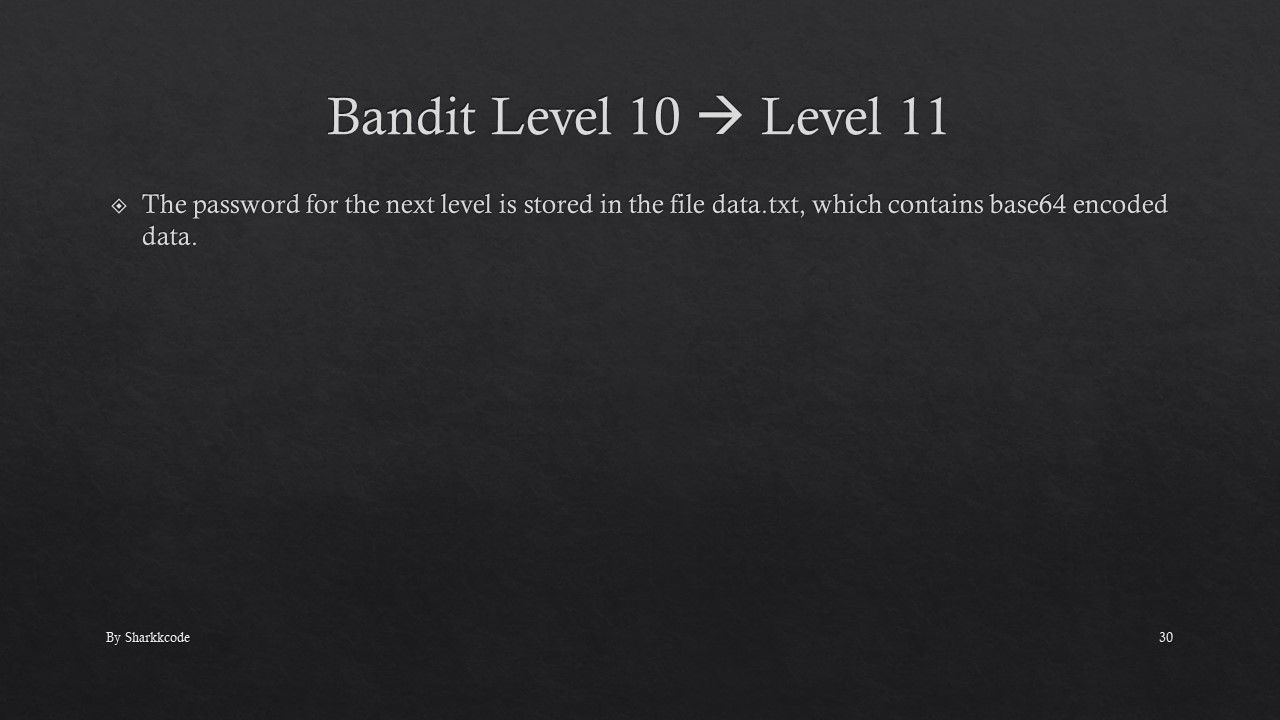 Bandit Level 10 → Level 11
The password for the next level is stored in the file data.txt, which contains base64 encoded
data.
By Sharkkcode
30